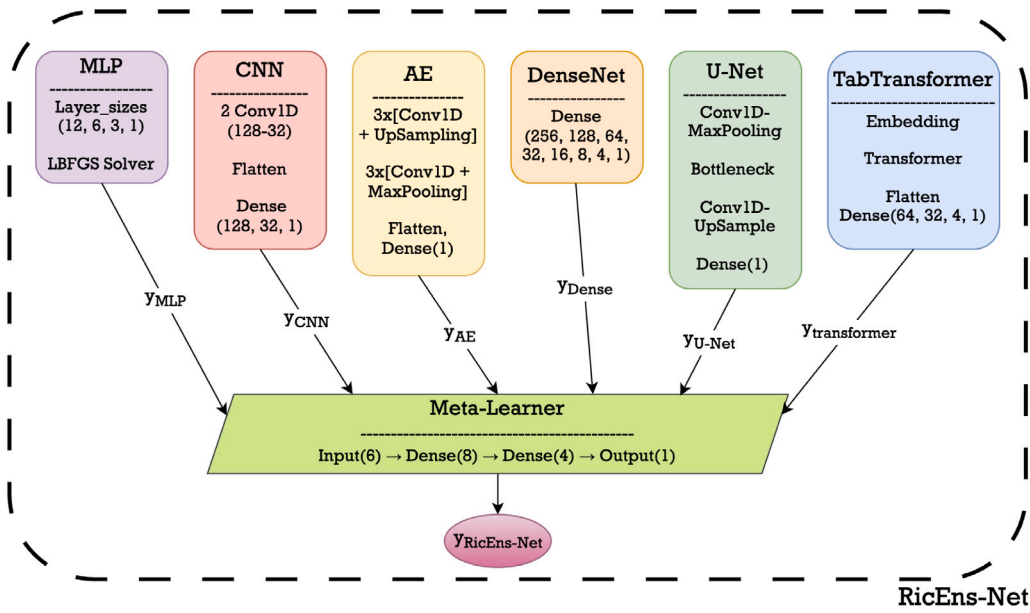 MLP
Layer_sizes
(12, 6, 3, 1)
LBFGS Solver
CNN
2 Conv1D
(128-32)
Flatten
Dense
(128, 32, 1)
AE
3x[Conv1D
+ UpSampling]
3x[Conv1D +
MaxPooling]
Flatten,
Dense(1)
DenseNet
Dense
(256, 128, 64,
32, 16, 8, 4, 1)
U-Net
Conv1D-
MaxPooling
Bottleneck
Conv1D-
UpSample
Dense(1)
TabTransformer
Embedding
Transformer
Flatten
Dense(64, 32, 4, 1)
yMLP
yCNN
yAE
yDense
yU-Net
ytransformer
Meta-Learner
Input(6) → Dense(8) → Dense(4) → Output(1)
yRicEns-Net
RicEns-Net